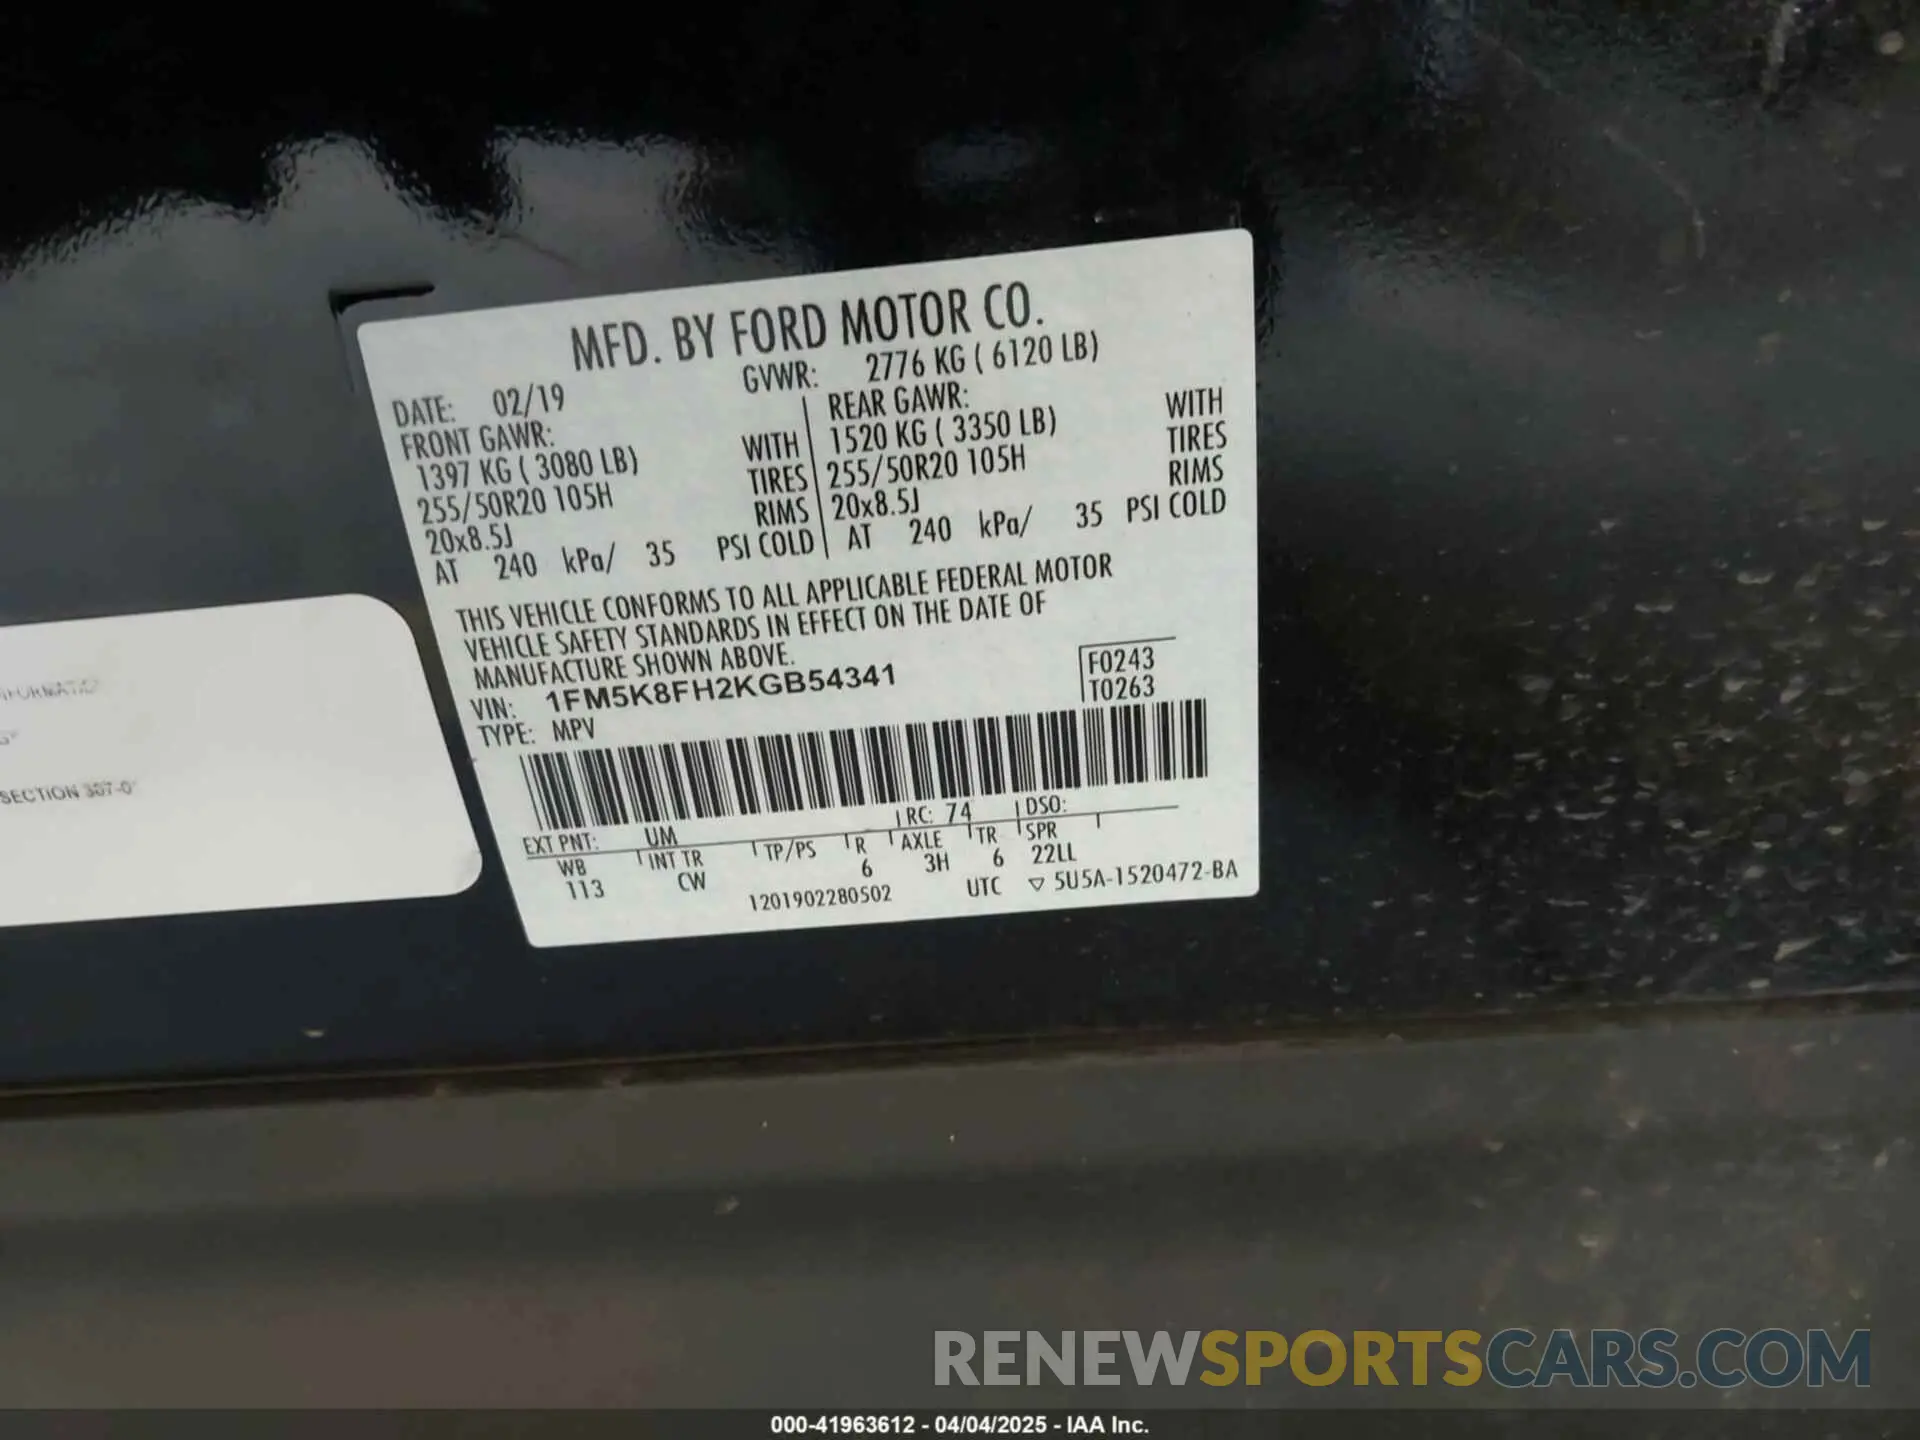 MFD. BY FORD MOTOR CO.
DATE: 02/19 GVWR: 2776 KG ( 6120 LB)
FRONT GAWR: REAR GAWR:
1397 KG ( 3080 LB) WITH 1520 KG ( 3350 LB) WITH
255/50R20 105H TIRES 255/50R20 105H TIRES
20x8.5J RIMS 20x8.5J RIMS
AT 240 kPa/ 35 PSI COLD AT 240 kPa/ 35 PSI COLD
THIS VEHICLE CONFORMS TO ALL APPLICABLE FEDERAL MOTOR
VEHICLE SAFETY STANDARDS IN EFFECT ON THE DATE OF
MANUFACTURE SHOWN ABOVE.
VIN: 1FM5K8FH2KGB54341 F0243
TYPE: MPV T0263
EXT PNT: UM RC: 74 DSO:
WB INT TR TP/PS R AXLE TR SPR
113 CW 6 3H 6 22LL
1201902280502 UTC ▽ 5U5A-1520472-BA
SECTION
RENEWSPORTSCARS.COM
000-41963612 - 04/04/2025 - IAA Inc.